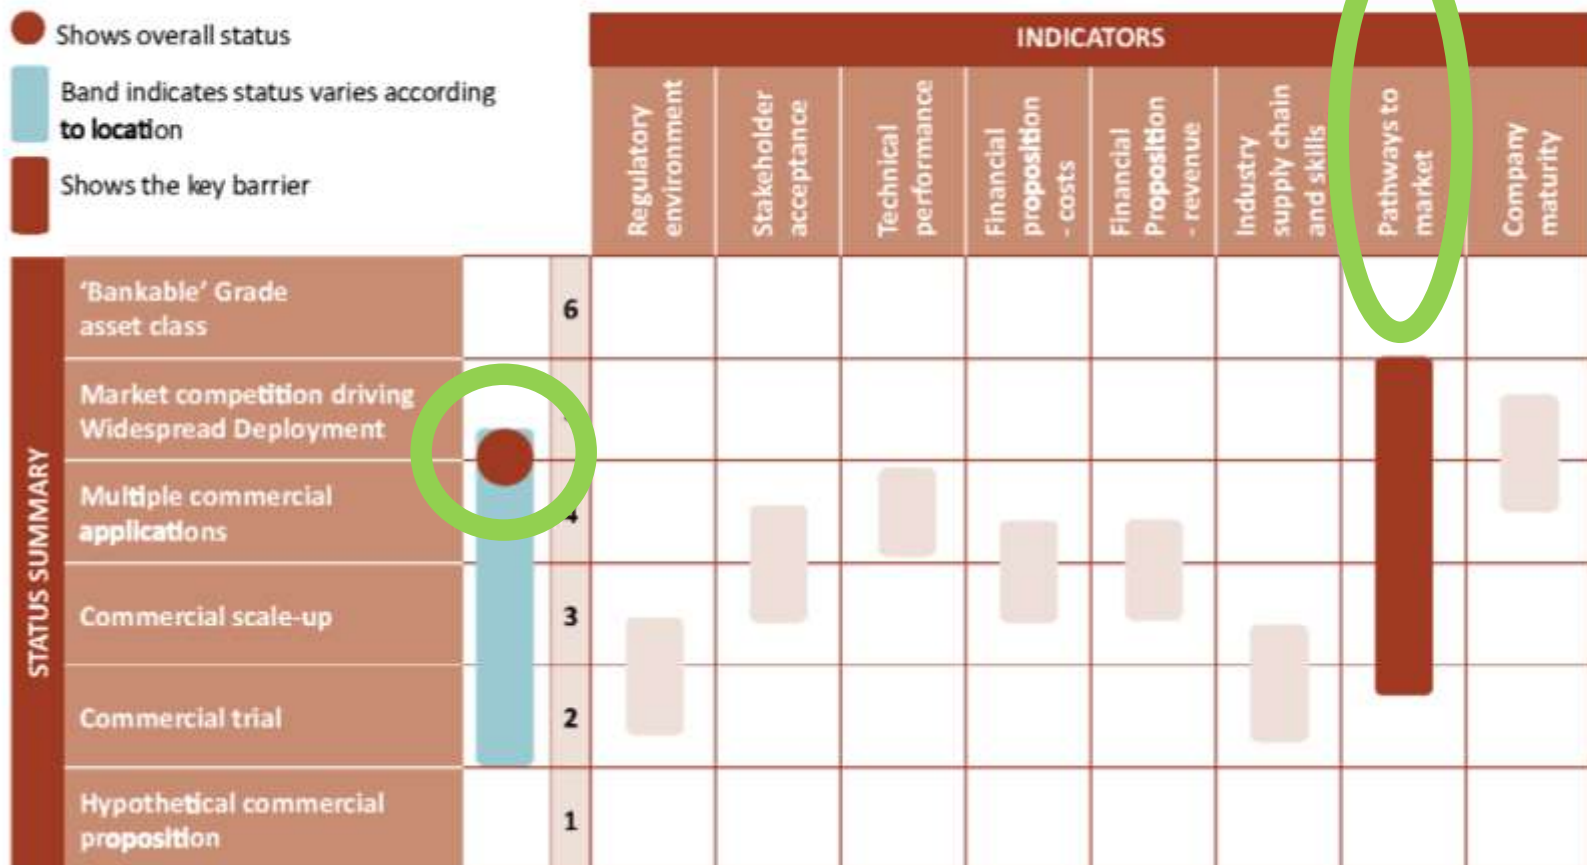 Shows overall status
Band indicates status varies according
to location
Shows the key barrier
INDICATORS
Regulatory
environment
Stakeholder
acceptance
Technical
performance
Financial
proposition
- costs
Financial
Proposition
- revenue
Industry
supply chain
and skills
Pathways to
market
Company
maturity
STATUS SUMMARY
'Bankable' Grade
asset class
6
Market competition driving
Widespread Deployment
Multiple commercial
applications
4
Commercial scale-up
3
Commercial trial
2
Hypothetical commercial
proposition
1